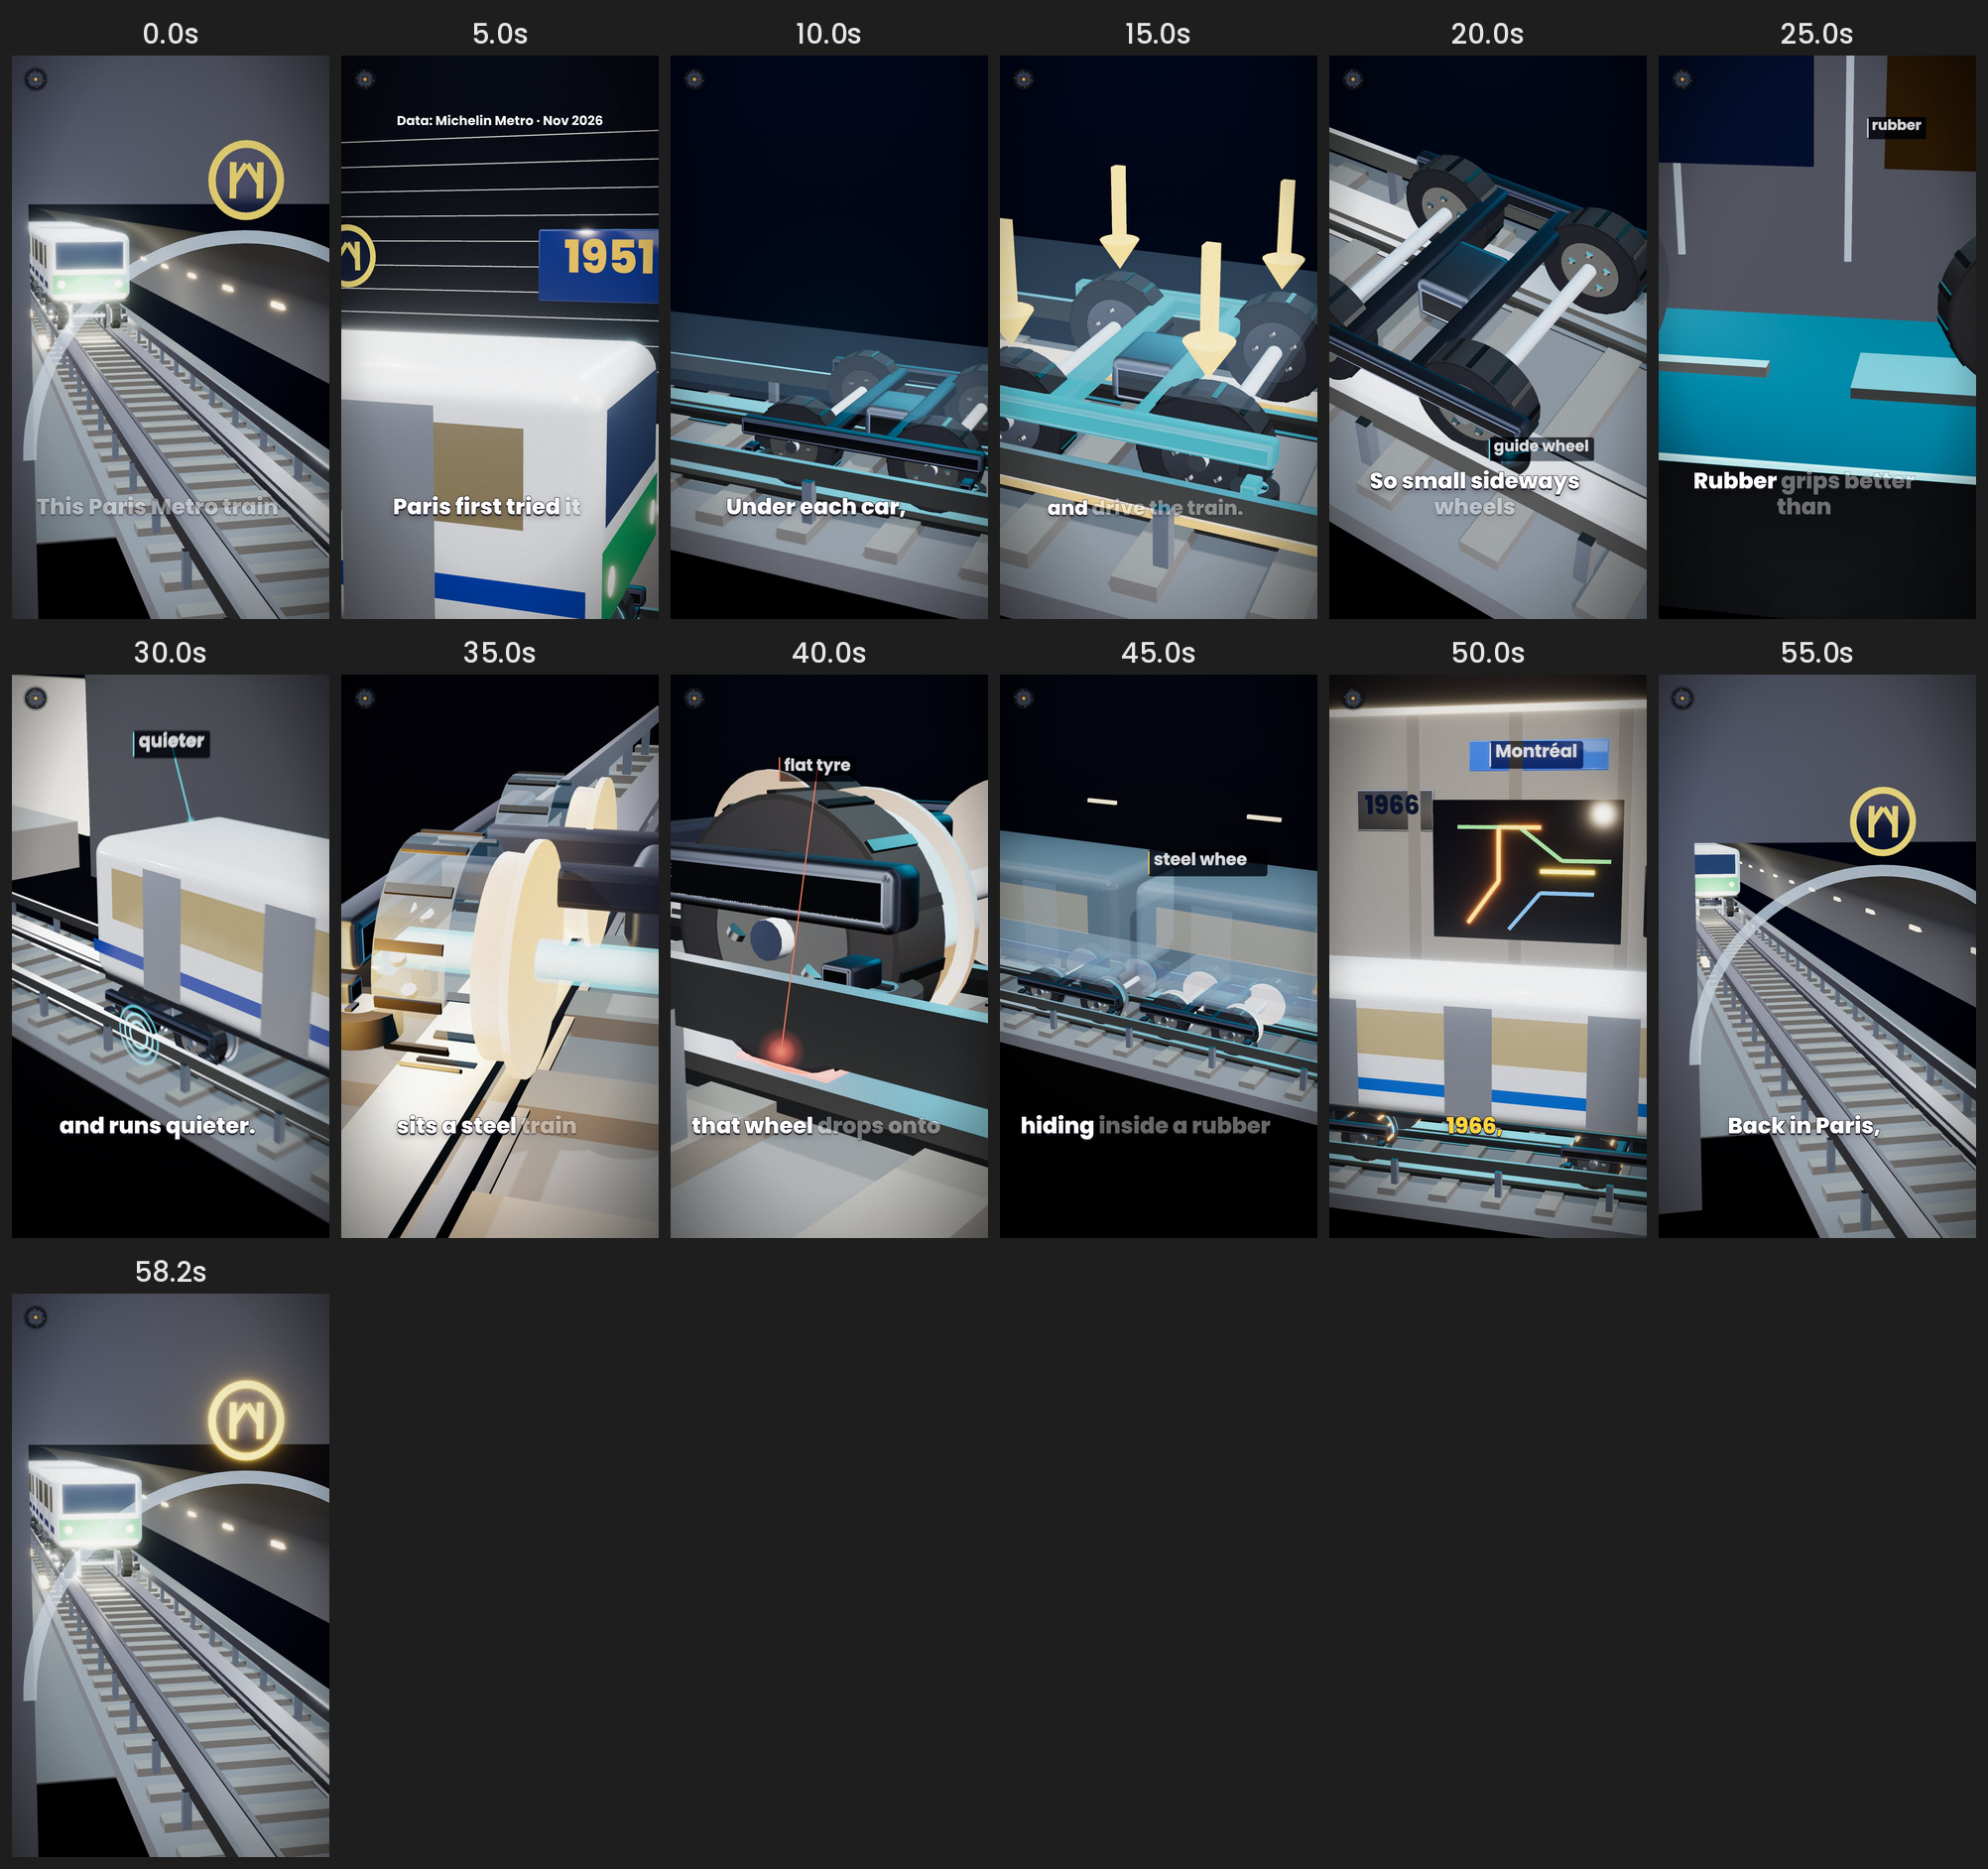 0.0s
5.0s
10.0s
15.0s
20.0s
25.0s
M
This Paris Metro train
Data: Michelin Metro · Nov 2026
M
1951
Paris first tried it
Under each car,
and drive the train.
guide wheel
So small sideways
wheels
rubber
Rubber grips better
than
30.0s
35.0s
40.0s
45.0s
50.0s
55.0s
quieter
and runs quieter.
sits a steel train
flat tyre
that wheel drops onto
steel whee
hiding inside a rubber
Montréal
1966
1966,
M
Back in Paris,
58.2s
M